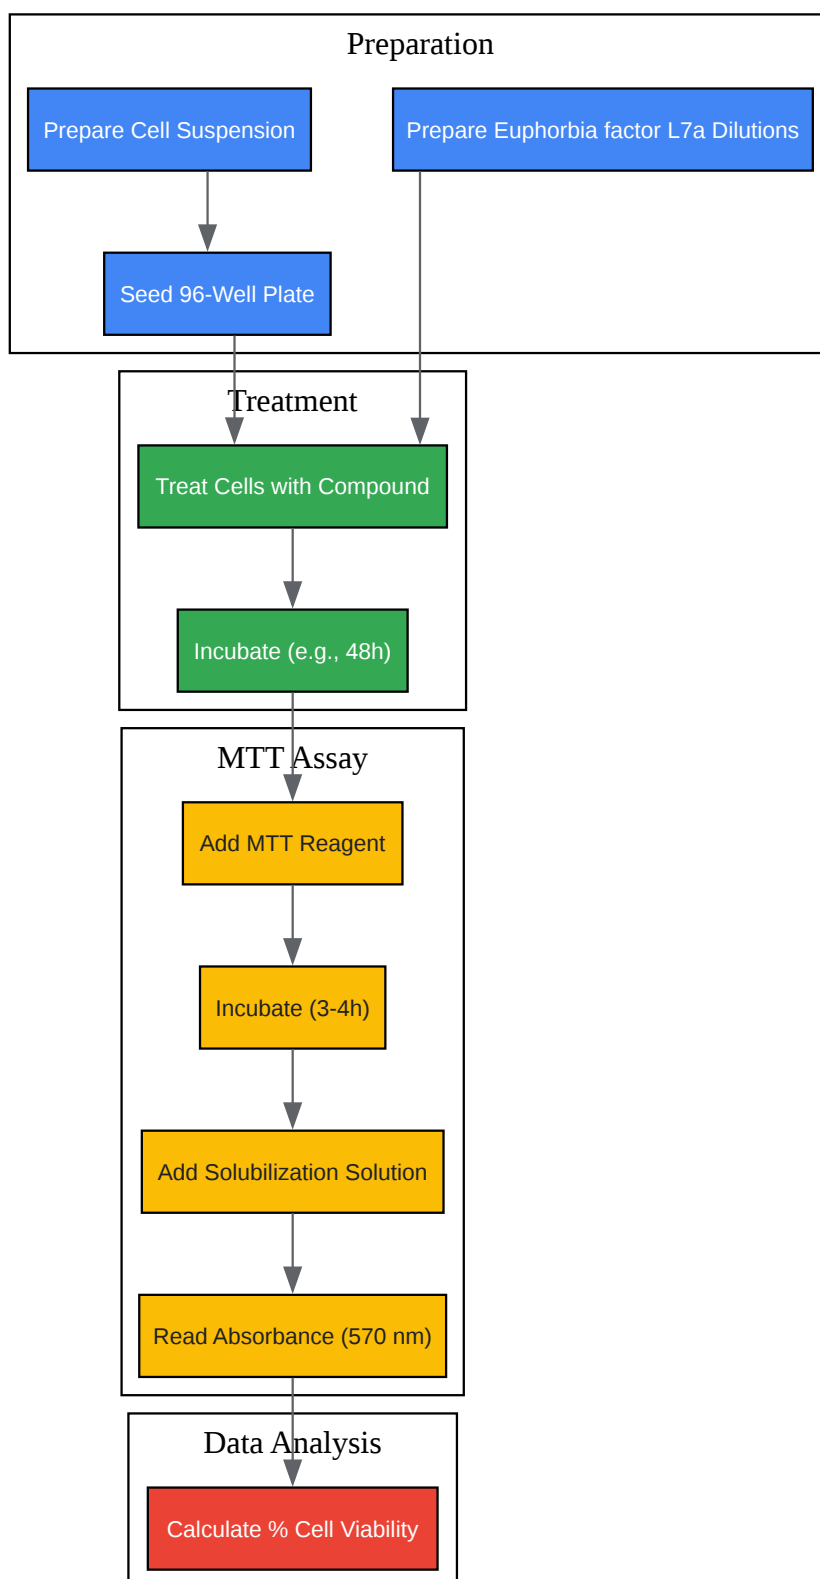 Preparation
Prepare Cell Suspension
Prepare Euphorbia factor L7a Dilutions
Seed 96-Well Plate
Treatment
Treat Cells with Compound
Incubate (e.g., 48h)
MTT Assay
Add MTT Reagent
Incubate (3-4h)
Add Solubilization Solution
Read Absorbance (570 nm)
Data Analysis
Calculate % Cell Viability